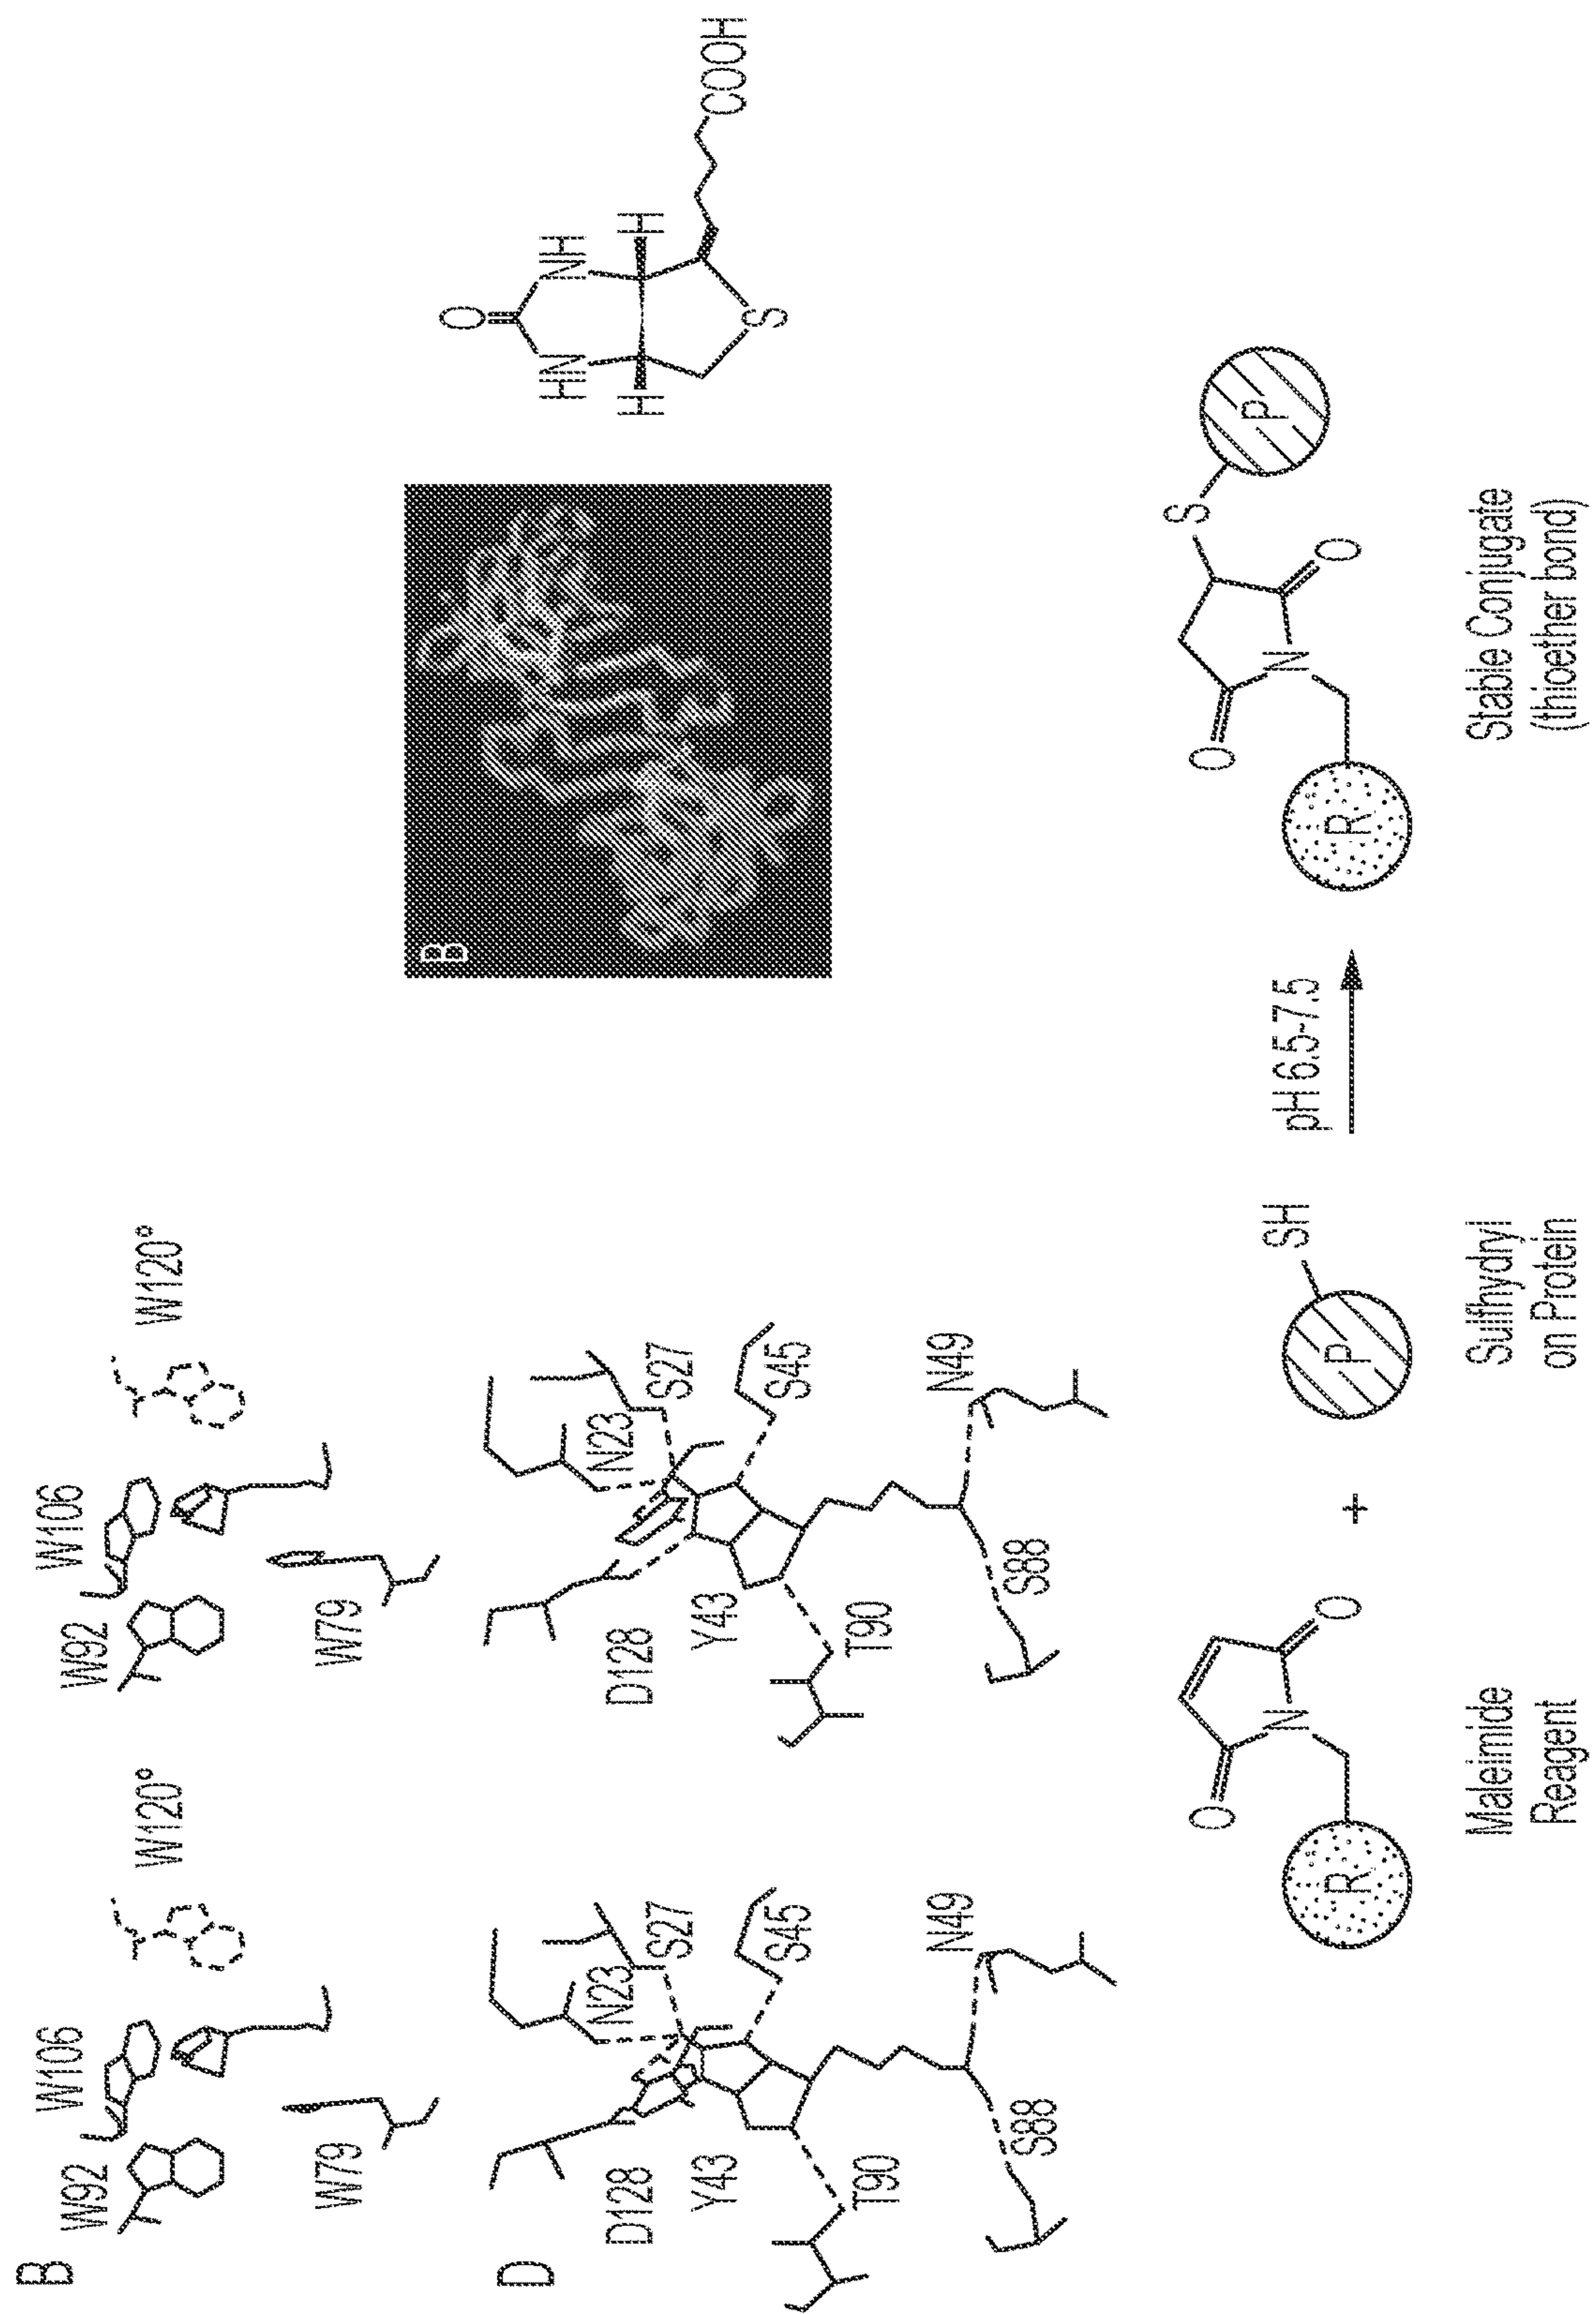 B
W92
W106
W120°
W79
W92
W106
W120°
W79
D
D128
Y43
N23
S27
S45
T90
N49
S88
D128
Y43
N23
S27
S45
T90
N49
S88
B
O
HN
NH
H
H
S
COOH
R
O
N
O
Maleimide
Reagent
+
P
SH
Sulfhydryl
on Protein
pH 6.5-7.5
R
O
N
O
S
P
Stable Conjugate
(thioether bond)